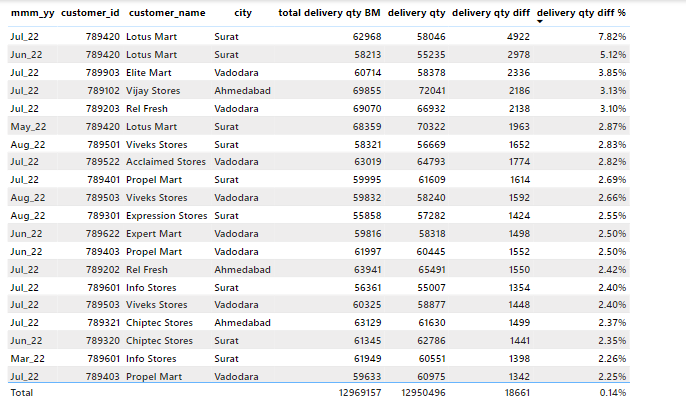 mmm_yy customer_id customer_name city total delivery qty BM delivery qty delivery qty diff delivery qty diff %
Jul_22 789420 Lotus Mart Surat 62968 58046 4922 7.82%
Jun_22 789420 Lotus Mart Surat 58213 55235 2978 5.12%
Jul_22 789903 Elite Mart Vadodara 60714 58378 2336 3.85%
Jul_22 789102 Vijay Stores Ahmedabad 69855 72041 2186 3.13%
Jul_22 789203 Rel Fresh Vadodara 69070 66932 2138 3.10%
May_22 789420 Lotus Mart Surat 68359 70322 1963 2.87%
Aug_22 789501 Viveks Stores Surat 58321 56669 1652 2.83%
Jul_22 789522 Acclaimed Stores Vadodara 63019 64793 1774 2.82%
Jul_22 789401 Propel Mart Surat 59995 61609 1614 2.69%
Aug_22 789503 Viveks Stores Vadodara 59832 58240 1592 2.66%
Aug_22 789301 Expression Stores Surat 55858 57282 1424 2.55%
Jun_22 789622 Expert Mart Vadodara 59816 58318 1498 2.50%
Jun_22 789403 Propel Mart Vadodara 61997 60445 1552 2.50%
Jul_22 789202 Rel Fresh Ahmedabad 63941 65491 1550 2.42%
Jul_22 789601 Info Stores Surat 56361 55007 1354 2.40%
Jul_22 789503 Viveks Stores Vadodara 60325 58877 1448 2.40%
Jul_22 789321 Chiptec Stores Ahmedabad 63129 61630 1499 2.37%
Jun_22 789320 Chiptec Stores Surat 61345 62786 1441 2.35%
Mar_22 789601 Info Stores Surat 61949 60551 1398 2.26%
Jul_22 789403 Propel Mart Vadodara 59633 60975 1342 2.25%
Total 12969157 12950496 18661 0.14%